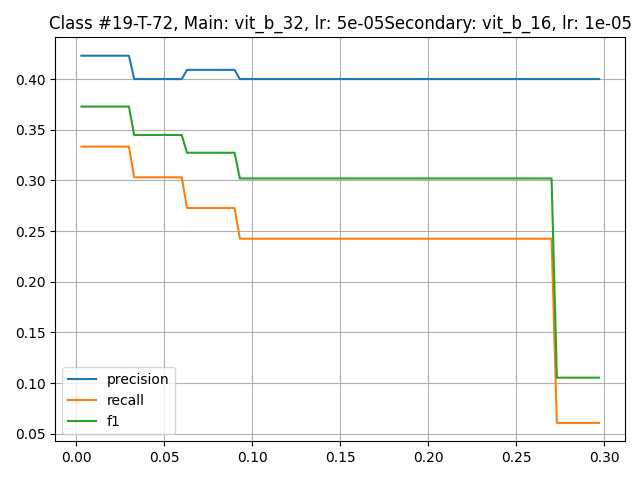 Class #19-T-72, Main: vit_b_32, lr: 5e-05Secondary: vit_b_16, lr: 1e-05
0.40
0.35
0.30
0.25
0.20
0.15
0.10
0.05
precision
recall
f1
0.00 0.05 0.10 0.15 0.20 0.25 0.30